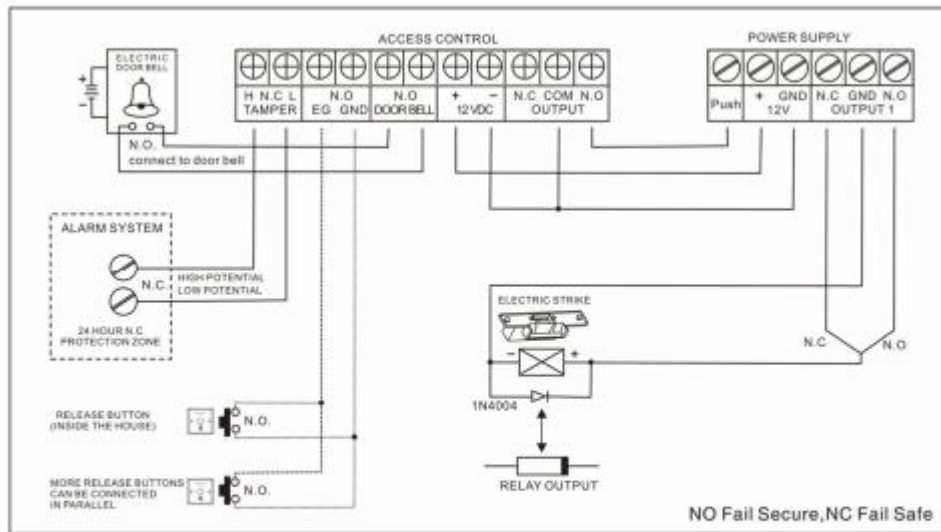 ACCESS CONTROL
POWER SUPPLY
ELECTRIC
DOOR BELL
+
−
N.O.
connect to door bell
H N.C L
TAMPER
N.O
EG GND
N.O
DOOR BELL
+ −
12VDC
N.C COM N.O
OUTPUT
Push
+ GND
12V
N.C GND N.O
OUTPUT 1
ALARM SYSTEM
N.C.
HIGH POTENTIAL
LOW POTENTIAL
24 HOUR N.C
PROTECTION ZONE
ELECTRIC STRIKE
− +
N.C
N.O
1N4004
RELAY OUTPUT
RELEASE BUTTON
(INSIDE THE HOUSE)
N.O.
MORE RELEASE BUTTONS
CAN BE CONNECTED
IN PARALLEL
N.O.
NO Fail Secure,NC Fail Safe